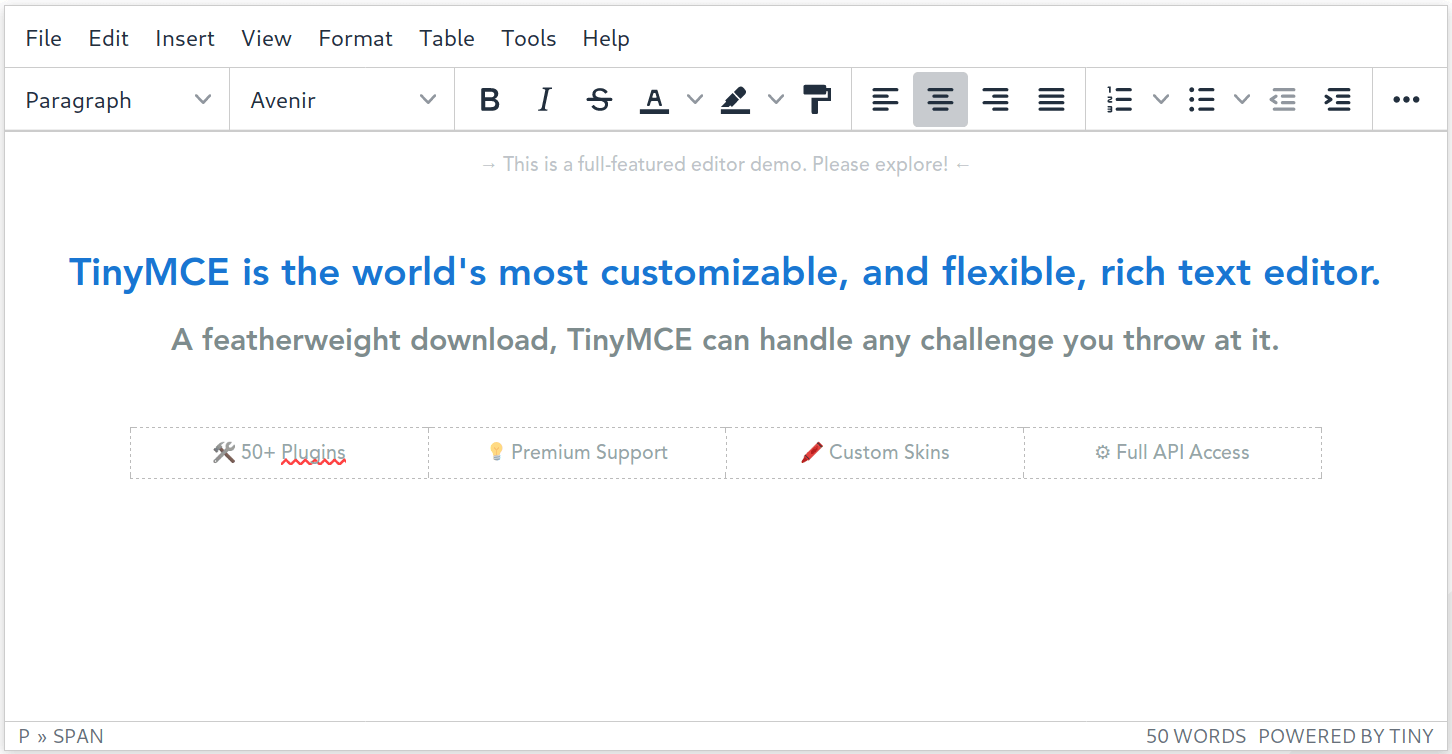 File Edit Insert View Format Table Tools Help
Paragraph Avenir B I S A
→ This is a full-featured editor demo. Please explore! ←
TinyMCE is the world's most customizable, and flexible, rich text editor.
A featherweight download, TinyMCE can handle any challenge you throw at it.
🛠 50+ Plugins 💡 Premium Support 🖍 Custom Skins ⚙ Full API Access
P » SPAN 50 WORDS POWERED BY TINY